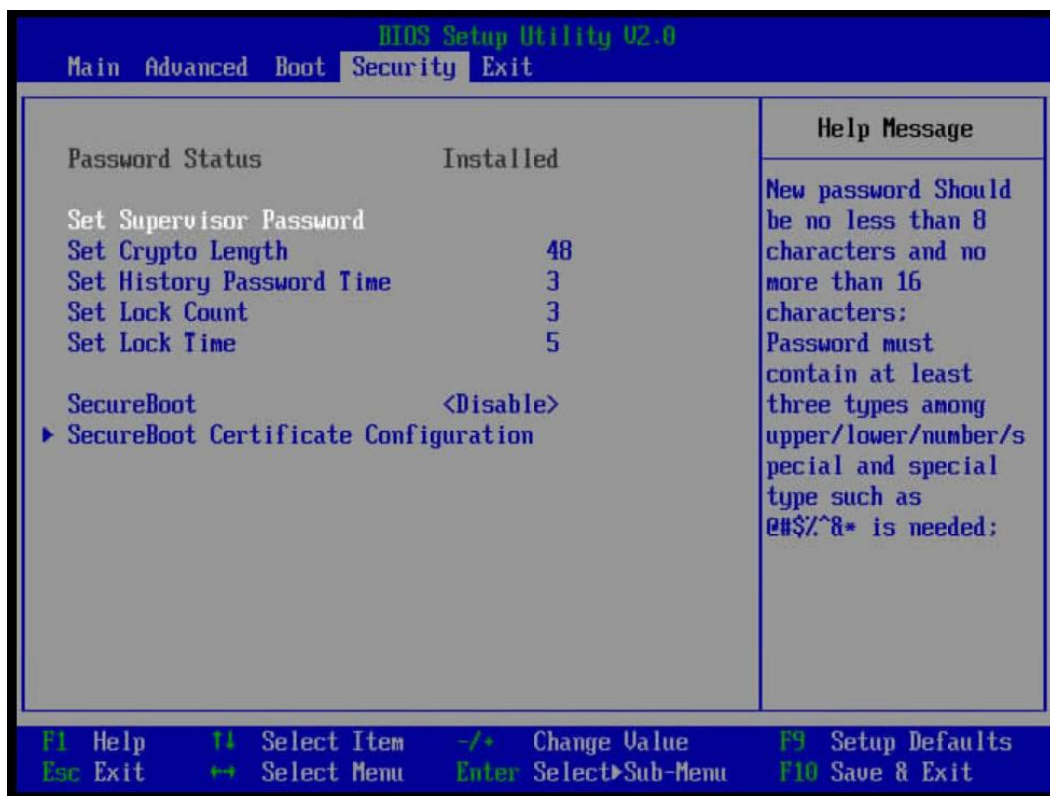 BIOS Setup Utility V2.0
Main Advanced Boot Security Exit
Password Status Installed
Set Supervisor Password
Set Crypto Length 48
Set History Password Time 3
Set Lock Count 3
Set Lock Time 5
SecureBoot <Disable>
▶ SecureBoot Certificate Configuration
Help Message
New password Should
be no less than 8
characters and no
more than 16
characters;
Password must
contain at least
three types among
upper/lower/number/s
pecial and special
type such as
@#$%^&* is needed;
F1 Help ↑↓ Select Item -/+ Change Value F9 Setup Defaults
Esc Exit ↔ Select Menu Enter Select▶Sub-Menu F10 Save & Exit